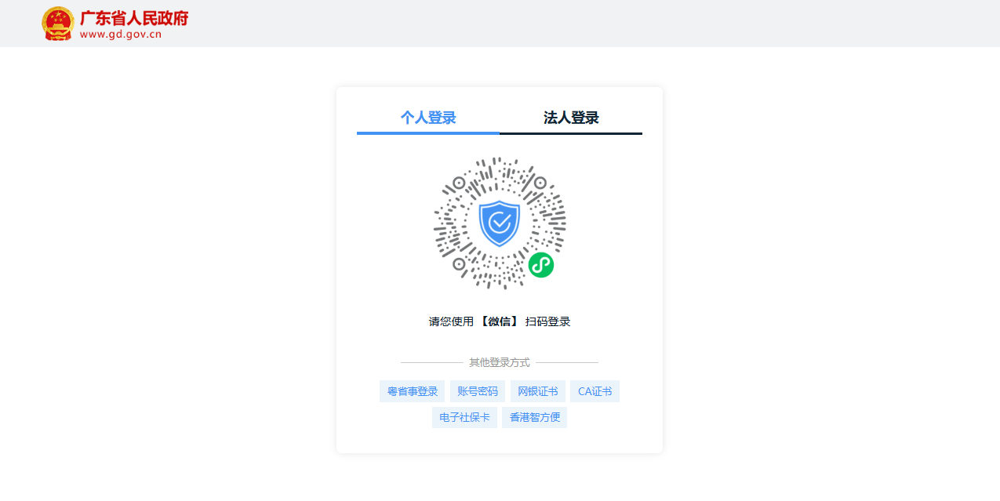 广东省人民政府
www.gd.gov.cn
个人登录 法人登录
请您使用 【微信】 扫码登录
其他登录方式
粤省事登录 账号密码 网银证书 CA证书
电子社保卡 香港智方便